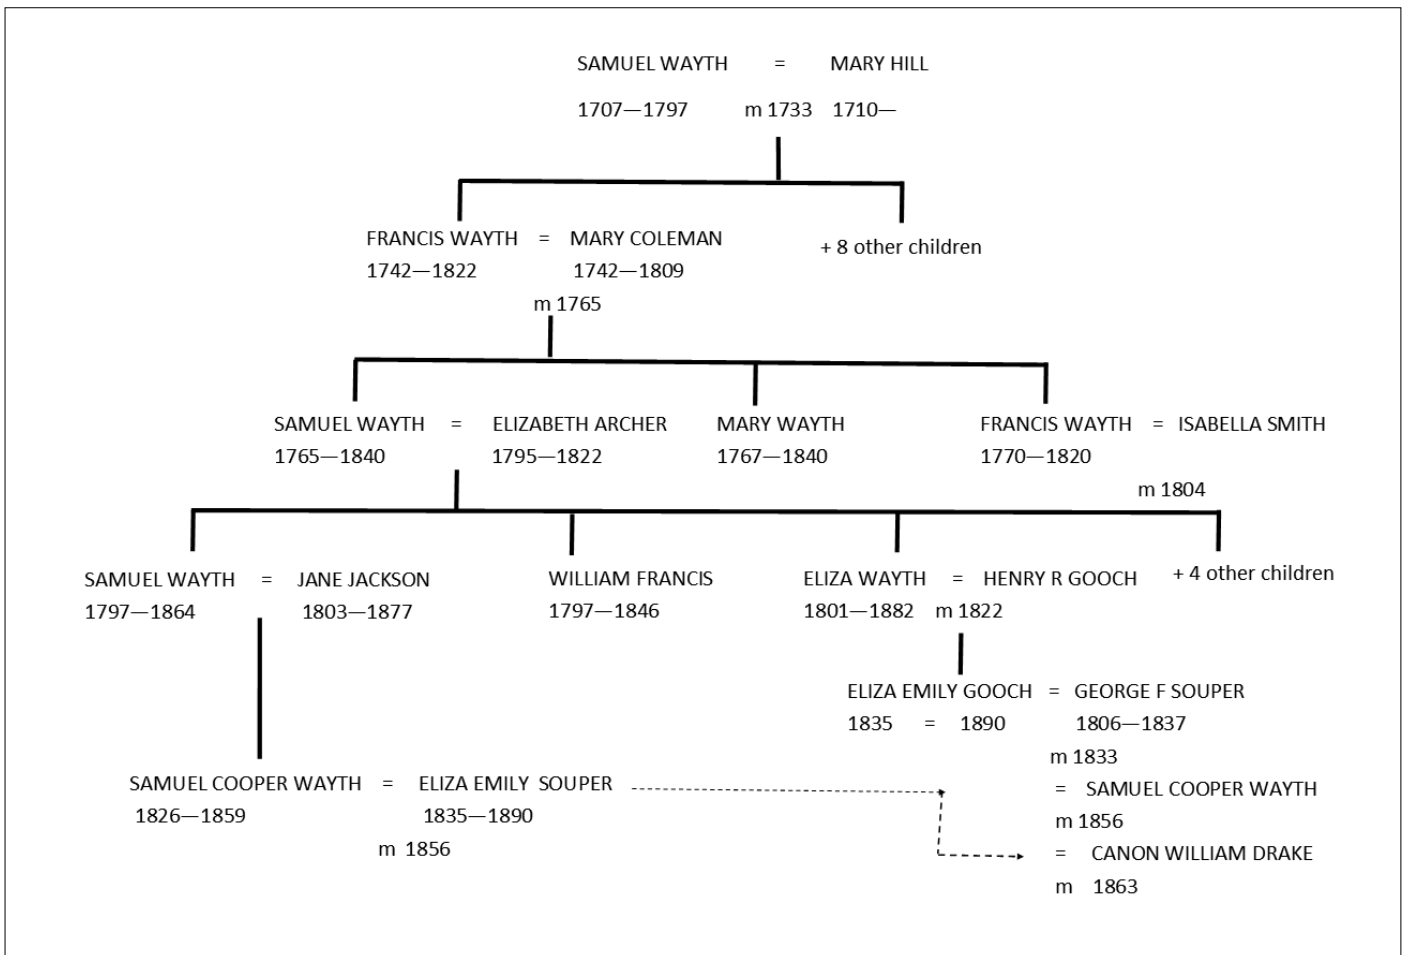 SAMUEL WAYTH = MARY HILL
1707—1797 m 1733 1710—
FRANCIS WAYTH = MARY COLEMAN
+ 8 other children
1742—1822 1742—1809
m 1765
SAMUEL WAYTH = ELIZABETH ARCHER MARY WAYTH FRANCIS WAYTH = ISABELLA SMITH
1765—1840 1795—1822 1767—1840 1770—1820
m 1804
SAMUEL WAYTH = JANE JACKSON WILLIAM FRANCIS ELIZA WAYTH = HENRY R GOOCH + 4 other children
1797—1864 1803—1877 1797—1846 1801—1882 m 1822
ELIZA EMILY GOOCH = GEORGE F SOUPER
1835 = 1890 1806—1837
m 1833
SAMUEL COOPER WAYTH = ELIZA EMILY SOUPER = SAMUEL COOPER WAYTH
1826—1859 1835—1890 m 1856
m 1856 = CANON WILLIAM DRAKE
m 1863